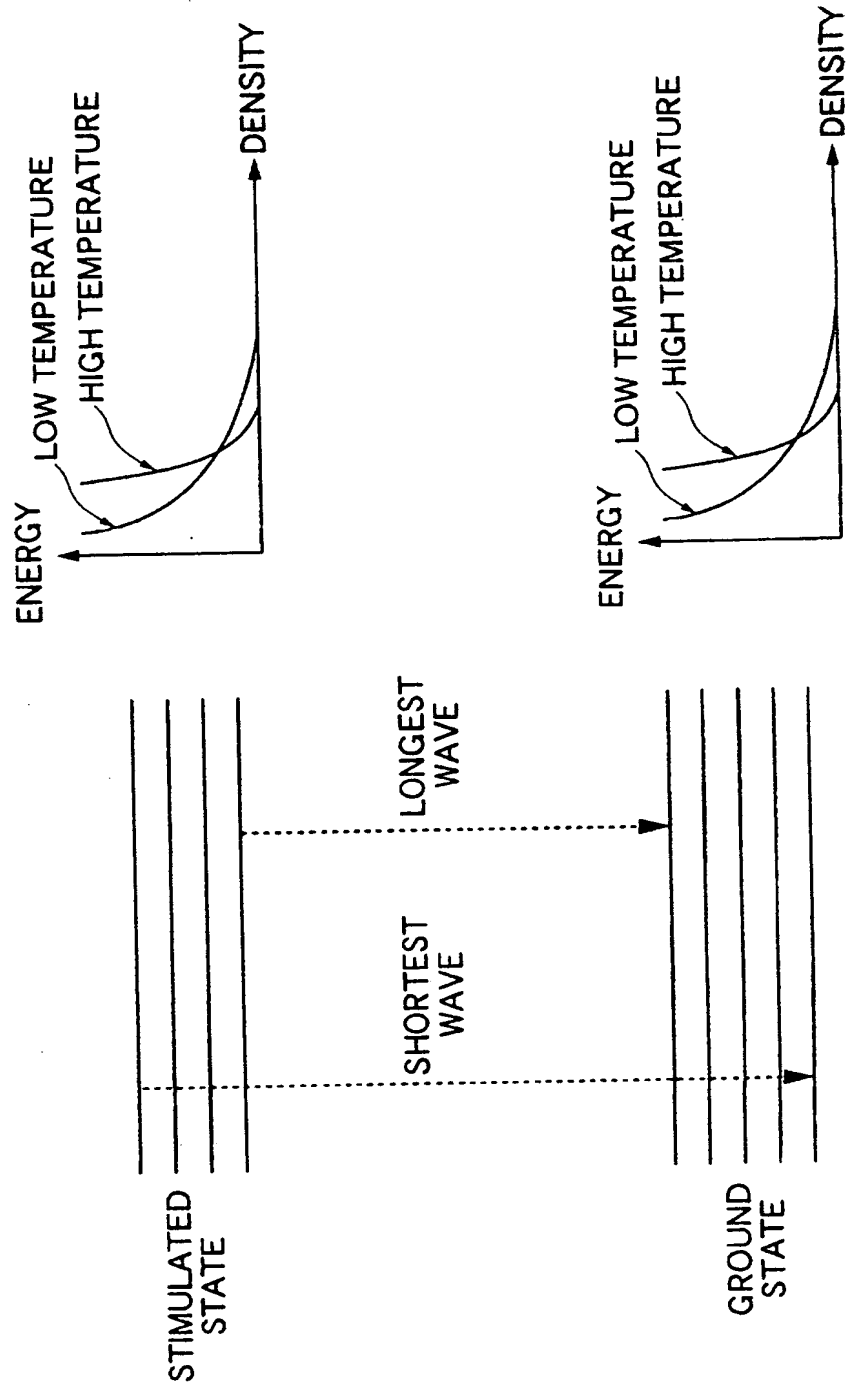 STIMULATED
STATE
SHORTEST
WAVE
LONGEST
WAVE
ENERGY
LOW TEMPERATURE
HIGH TEMPERATURE
DENSITY
GROUND
STATE
ENERGY
LOW TEMPERATURE
HIGH TEMPERATURE
DENSITY